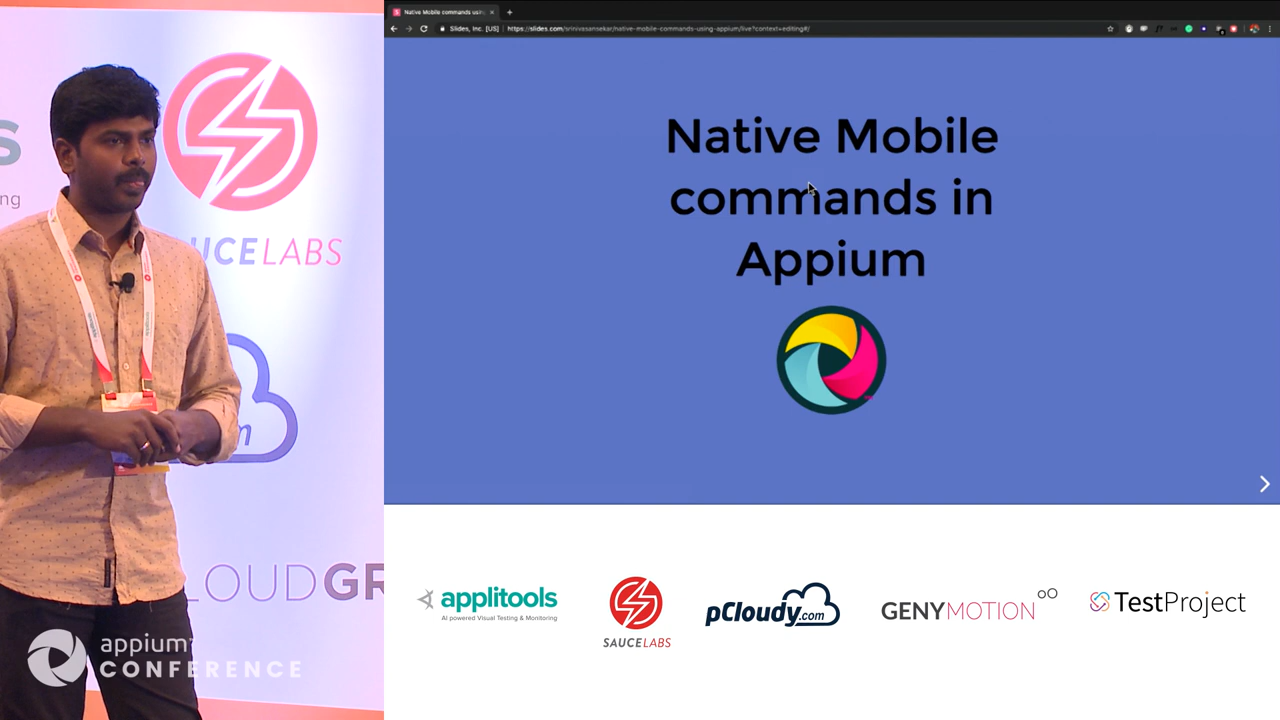 s
ng
UCELABS
m
LOUDGR
appium
CONFERENCE
Native Mobile commands usin
Slides, Inc. [US]
https://slides.com/srinivasansekar/native-mobile-commands-using-appium/live?context=editing#/
Native Mobile
commands in
Appium
applitools
AI powered Visual Testing & Monitoring
SAUCELABS
pCloudy.com
GENYMOTION
TestProject